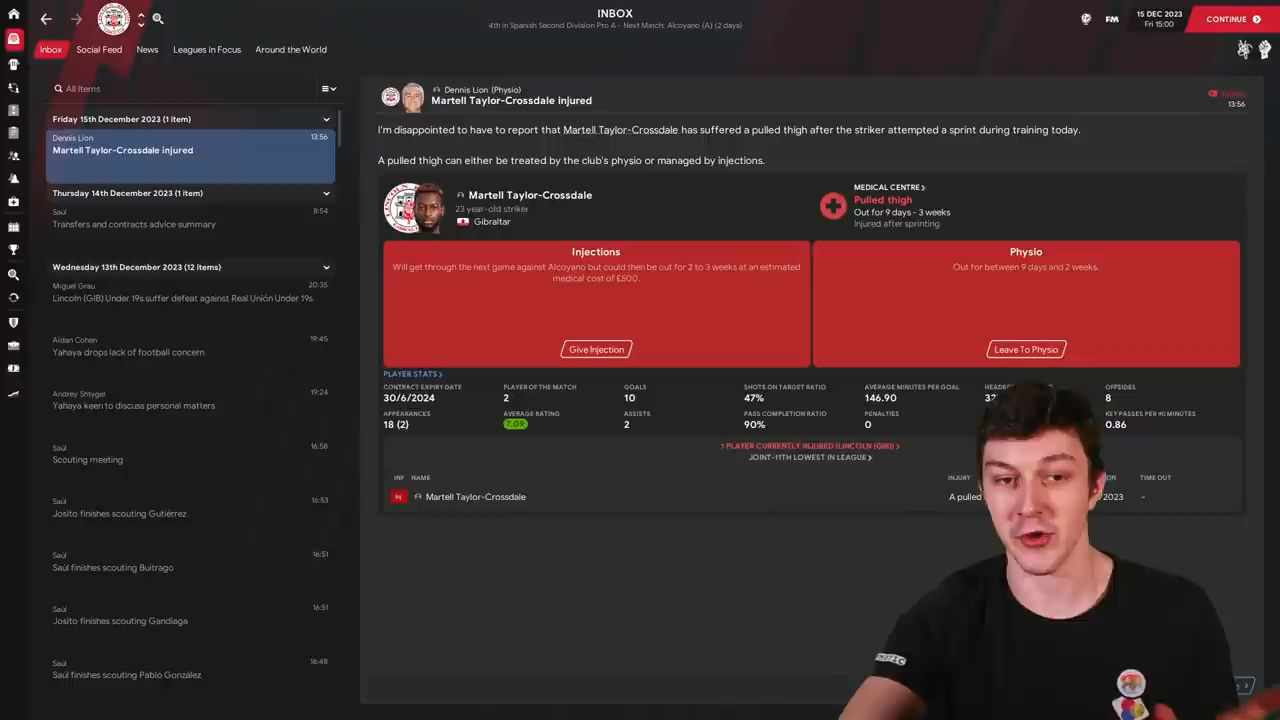 INBOX
4th in Spanish Second Division Pro A - Next Match: Alcoyano (A) (2 days)
FM
15 DEC 2023
Fri 15:00
CONTINUE
Inbox
Social Feed
News
Leagues In Focus
Around the World
All Items
Friday 15th December 2023 (1 item)
Dennis Lion
13:56
Martell Taylor-Crossdale injured
Thursday 14th December 2023 (1 item)
Saúl
8:54
Transfers and contracts advice summary
Wednesday 13th December 2023 (12 items)
Miguel Grau
20:35
Lincoln (GIB) Under 19s suffer defeat against Real Unión Under 19s
Aidan Cohen
19:45
Yahaya drops lack of football concern
Andrey Shtygel
19:24
Yahaya keen to discuss personal matters
Saúl
16:58
Scouting meeting
Saúl
16:53
Josito finishes scouting Gutiérrez
Saúl
16:51
Saúl finishes scouting Buitrago
Saúl
16:51
Josito finishes scouting Gandiaga
Saúl
16:48
Saúl finishes scouting Pablo González
Dennis Lion (Physio)
Martell Taylor-Crossdale injured
Injuries
13:56
I'm disappointed to have to report that Martell Taylor-Crossdale has suffered a pulled thigh after the striker attempted a sprint during training today.
A pulled thigh can either be treated by the club's physio or managed by injections.
Martell Taylor-Crossdale
23 year-old striker
Gibraltar
MEDICAL CENTRE
Pulled thigh
Out for 9 days - 3 weeks
Injured after sprinting
Injections
Will get through the next game against Alcoyano but could then be out for 2 to 3 weeks at an estimated
medical cost of £500.
Give Injection
Physio
Out for between 9 days and 2 weeks.
Leave To Physio
PLAYER STATS
CONTRACT EXPIRY DATE
30/6/2024
PLAYER OF THE MATCH
2
GOALS
10
SHOTS ON TARGET RATIO
47%
AVERAGE MINUTES PER GOAL
146.90
OFFSIDES
8
APPEARANCES
18 (2)
AVERAGE RATING
7.09
ASSISTS
2
PASS COMPLETION RATIO
90%
PENALTIES
0
KEY PASSES PER 90 MINUTES
0.86
1 PLAYER CURRENTLY INJURED (LINCOLN (GIB))
JOINT-11TH LOWEST IN LEAGUE
INF
NAME
INJURY
TIME OUT
Inj
Martell Taylor-Crossdale
A pulled
2023
-